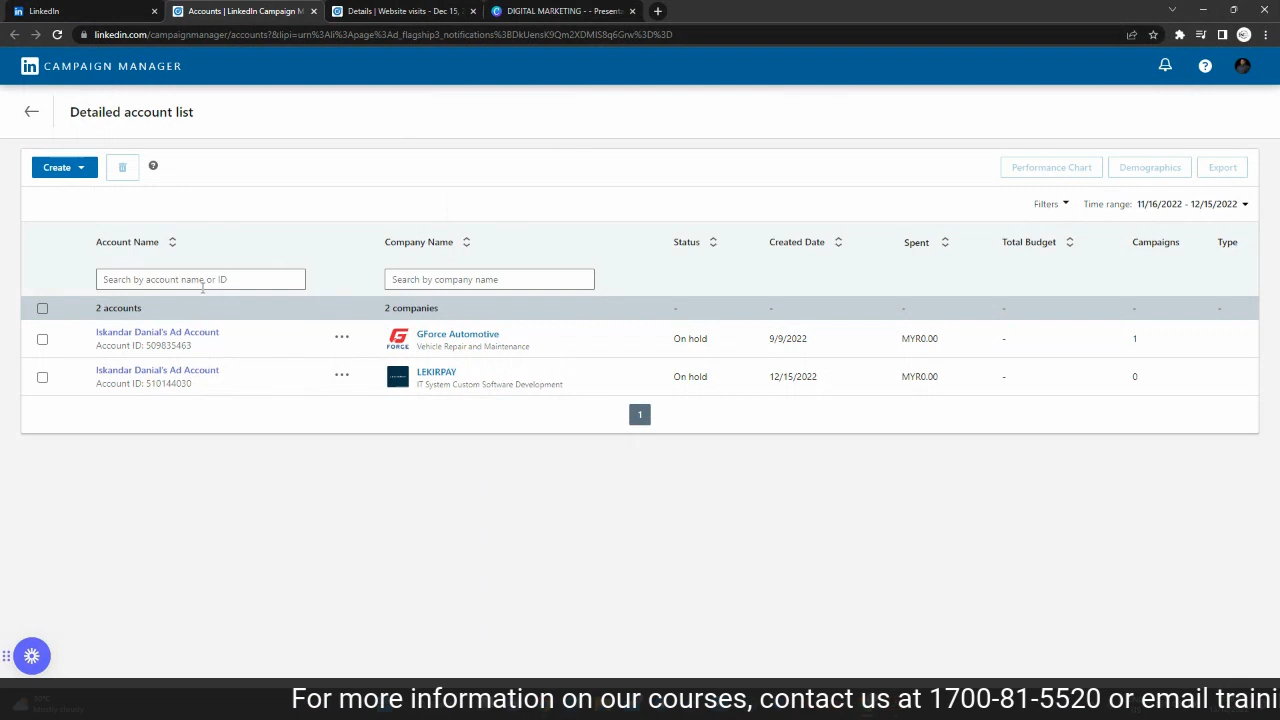 LinkedIn
Accounts | LinkedIn Campaign M
Details | Website visits - Dec 15,
DIGITAL MARKETING - - Presenta
linkedin.com/campaignmanager/accounts?&lipi=urn%3Ali%3Apage%3Ad_flagship3_notifications%3BDkUensK9Qm2XDMIS8q6Grw%3D%3D
in CAMPAIGN MANAGER
Detailed account list
Create
Performance Chart
Demographics
Export
Filters
Time range: 11/16/2022 - 12/15/2022
Account Name
Company Name
Status
Created Date
Spent
Total Budget
Campaigns
Type
Search by account name or ID
Search by company name
2 accounts
2 companies
- - - - - -
Iskandar Danial's Ad Account
Account ID: 509835463
GForce Automotive
Vehicle Repair and Maintenance
On hold
9/9/2022
MYR0.00
-
1
Iskandar Danial's Ad Account
Account ID: 510144030
LEKIRPAY
IT System Custom Software Development
On hold
12/15/2022
MYR0.00
-
0
1
For more information on our courses, contact us at 1700-81-5520 or email traini